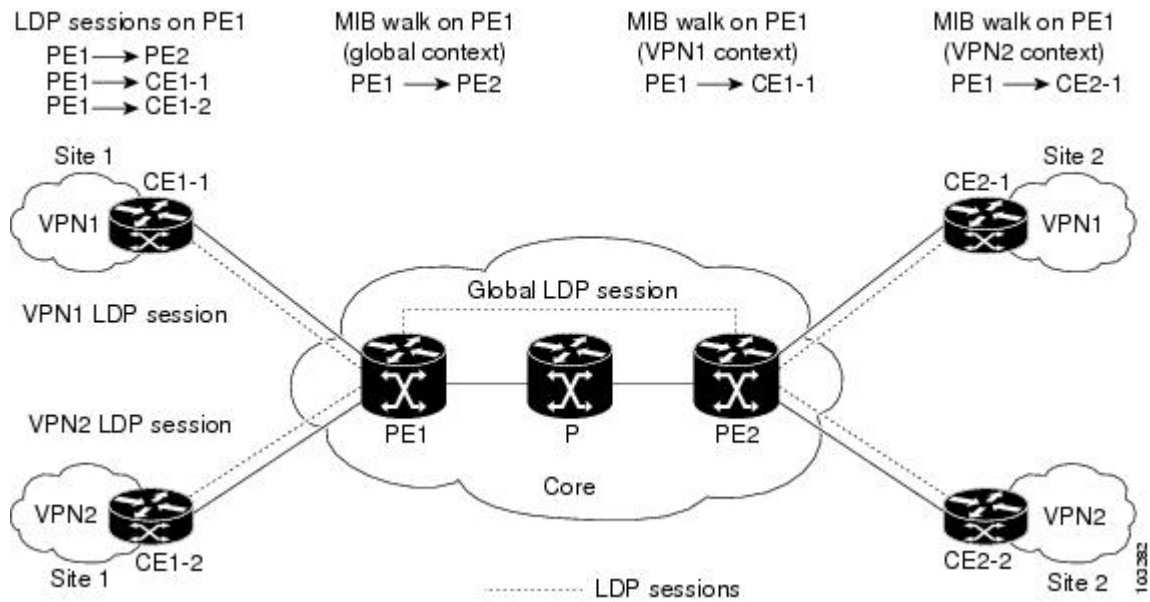 LDP sessions on PE1
PE1 → PE2
PE1 → CE1-1
PE1 → CE1-2
MIB walk on PE1
(global context)
PE1 → PE2
MIB walk on PE1
(VPN1 context)
PE1 → CE1-1
MIB walk on PE1
(VPN2 context)
PE1 → CE2-1
Site 1
CE1-1
VPN1
CE2-1
Site 2
VPN1
VPN1 LDP session
Global LDP session
VPN2 LDP session
PE1
P
PE2
Core
VPN2
CE1-2
Site 1
VPN2
CE2-2
Site 2
LDP sessions
103282